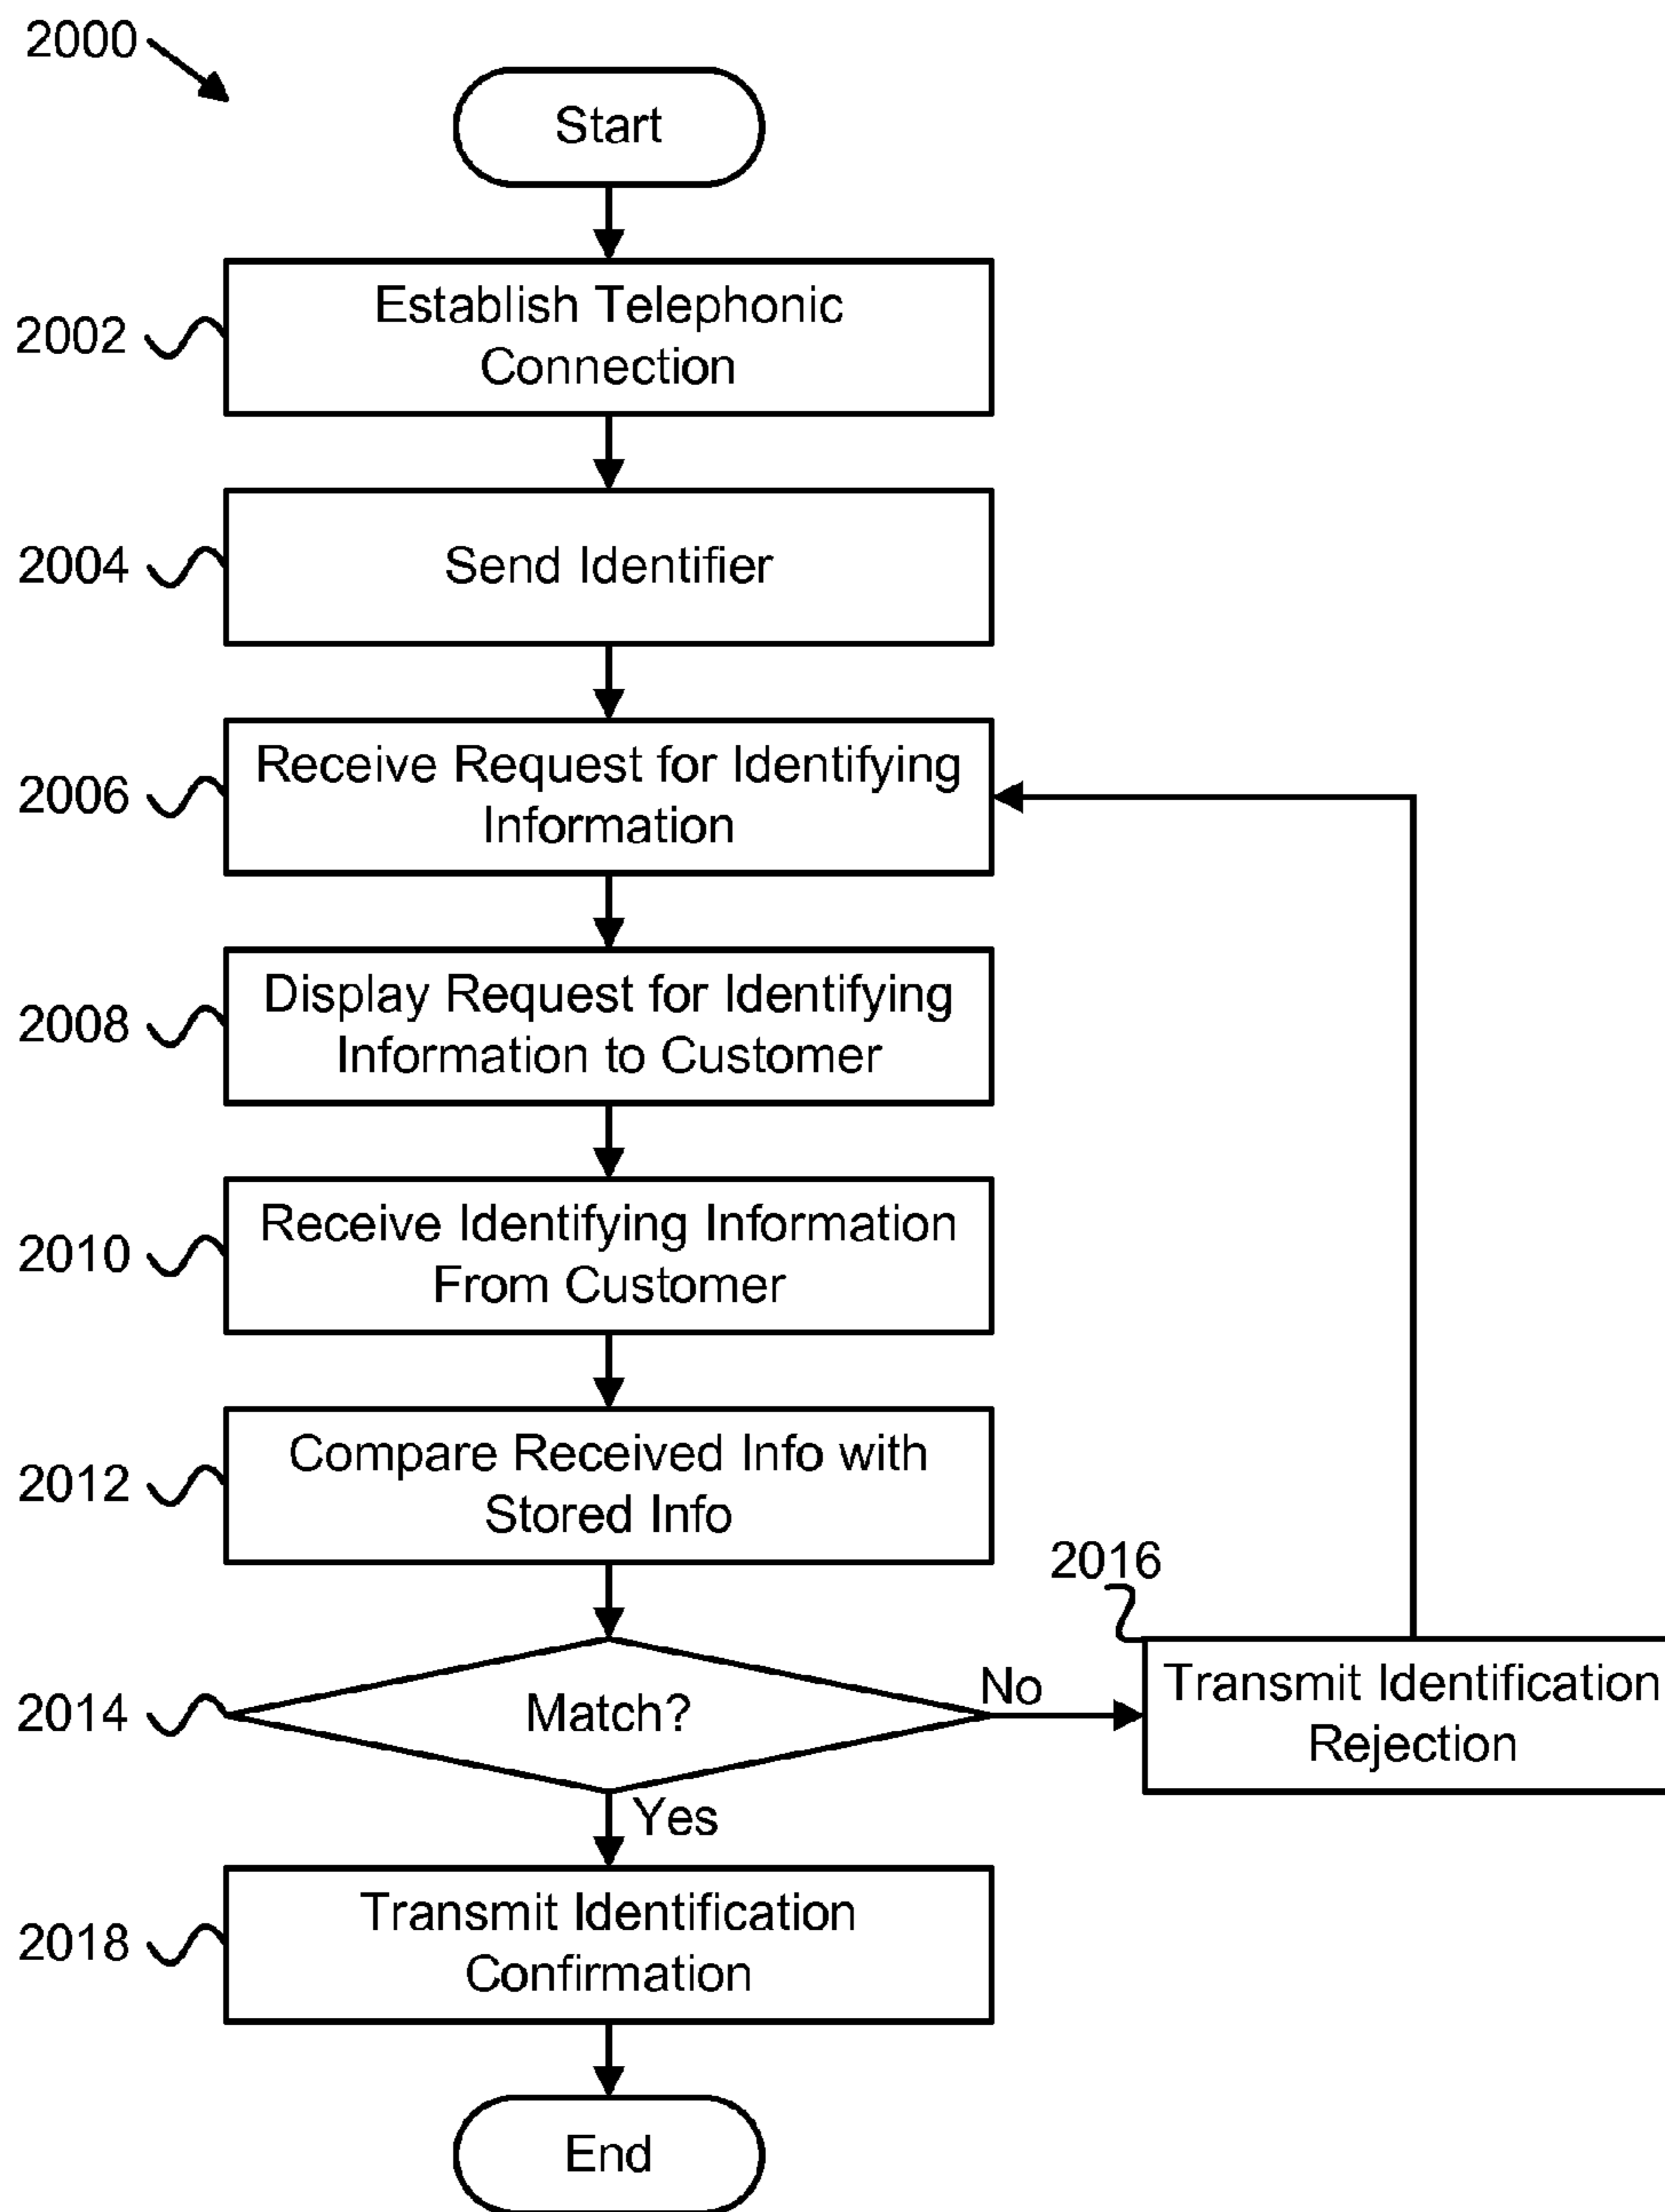 2000
Start
2002
Establish Telephonic
Connection
2004
Send Identifier
2006
Receive Request for Identifying
Information
2008
Display Request for Identifying
Information to Customer
2010
Receive Identifying Information
From Customer
2012
Compare Received Info with
Stored Info
2014
Match?
No
2016
Transmit Identification
Rejection
Yes
2018
Transmit Identification
Confirmation
End